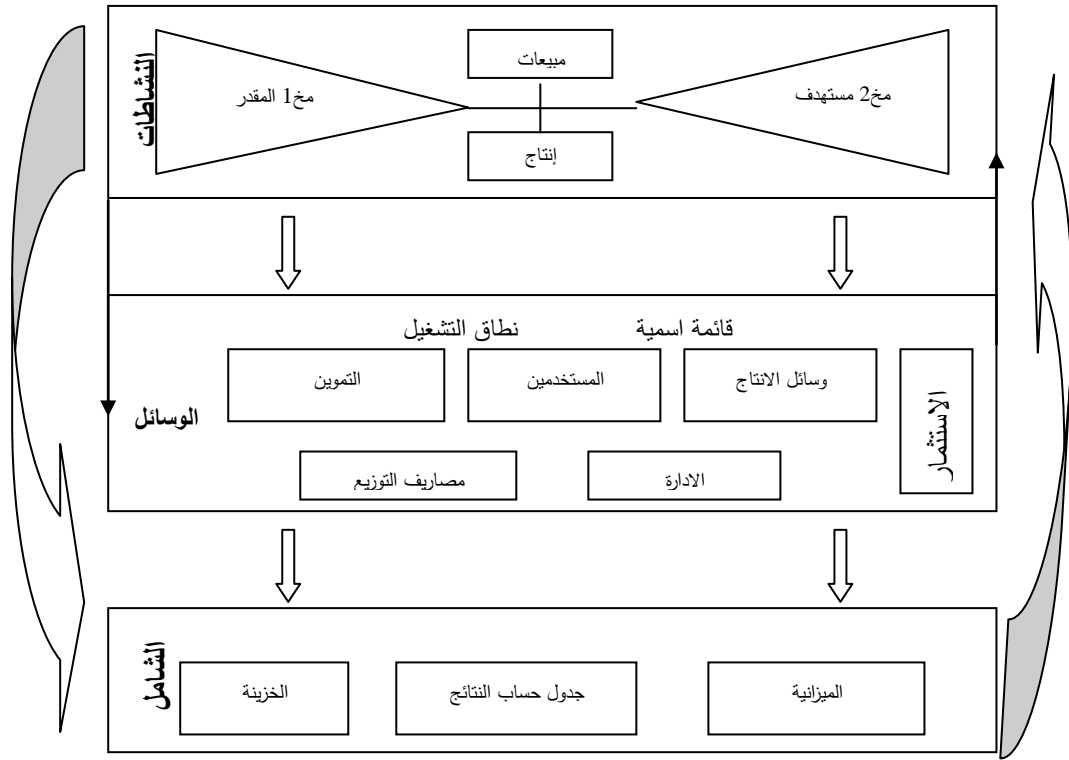 النشاطات
مبيعات
مخ2 مستهدف
مخ1 المقدر
إنتاج
قائمة اسمية
نطاق التشغيل
وسائل الانتاج
المستخدمين
التموين
الاستثمار
الوسائل
الادارة
مصاريف التوزيع
الشامل
الميزانية
جدول حساب النتائج
الخزينة